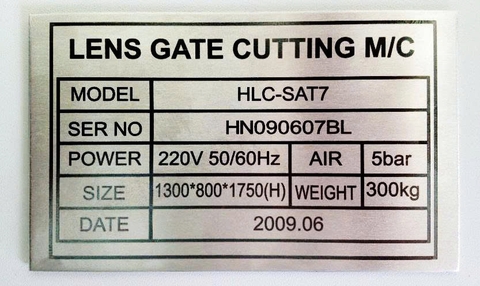 LENS GATE CUTTING M/C
MODEL HLC-SAT7
SER NO HN090607BL
POWER 220V 50/60Hz AIR 5bar
SIZE 1300*800*1750(H) WEIGHT 300kg
DATE 2009.06